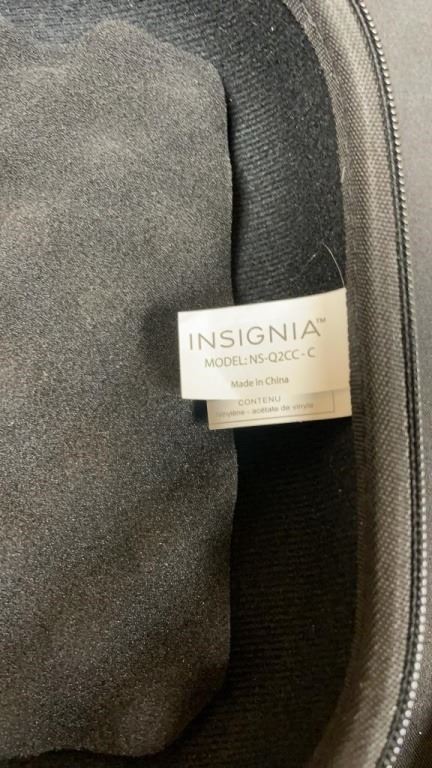 INSIGNIA™
MODEL: NS-Q2CC-C
Made in China
CONTENU
- acétate de vinyle